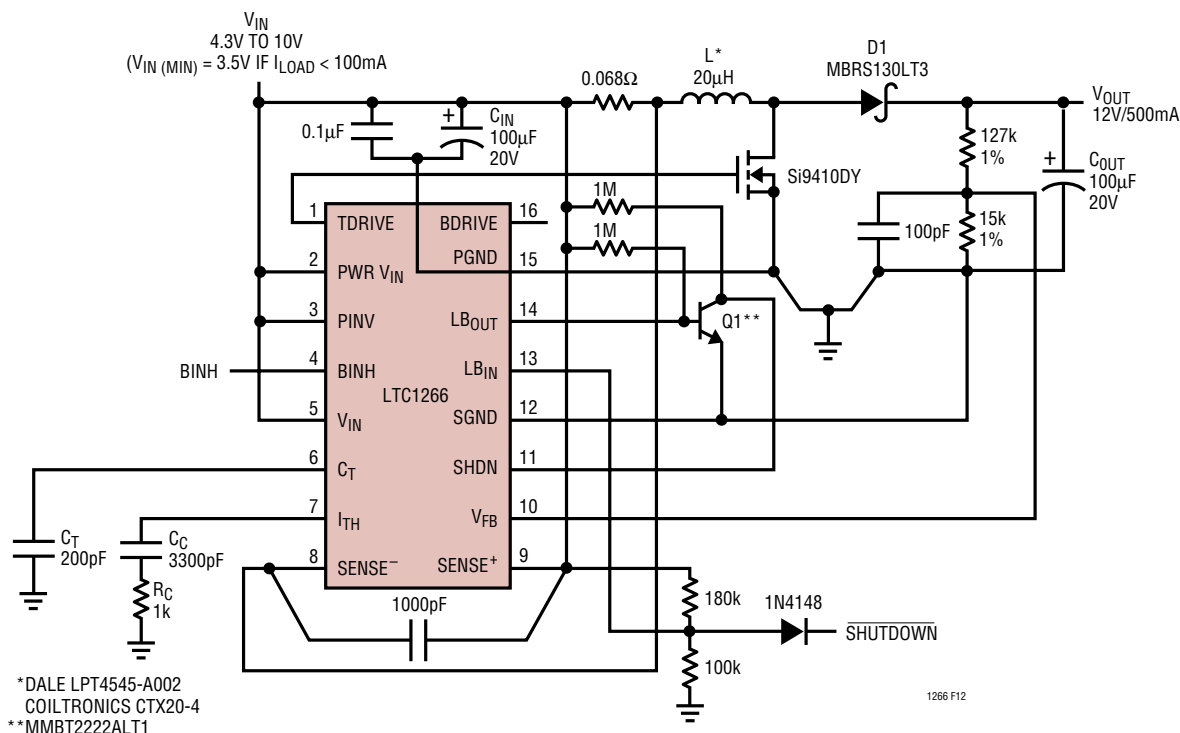 V_IN
4.3V TO 10V
(V_IN (MIN) = 3.5V IF I_LOAD < 100mA
0.1µF
+
C_IN
100µF
20V
0.068Ω
L*
20µH
D1
MBRS130LT3
V_OUT
12V/500mA
127k
1%
+
C_OUT
100µF
20V
Si9410DY
1M
1M
100pF
15k
1%
1
TDRIVE
BDRIVE
16
2
PWR V_IN
PGND
15
3
PINV
LB_OUT
14
Q1**
BINH
4
BINH
LB_IN
13
LTC1266
5
V_IN
SGND
12
6
C_T
SHDN
11
7
I_TH
V_FB
10
8
SENSE⁻
SENSE⁺
9
C_T
200pF
C_C
3300pF
R_C
1k
1000pF
180k
1N4148
S̅H̅U̅T̅D̅O̅W̅N̅
100k
*DALE LPT4545-A002
COILTRONICS CTX20-4
**MMBT2222ALT1
1266 F12